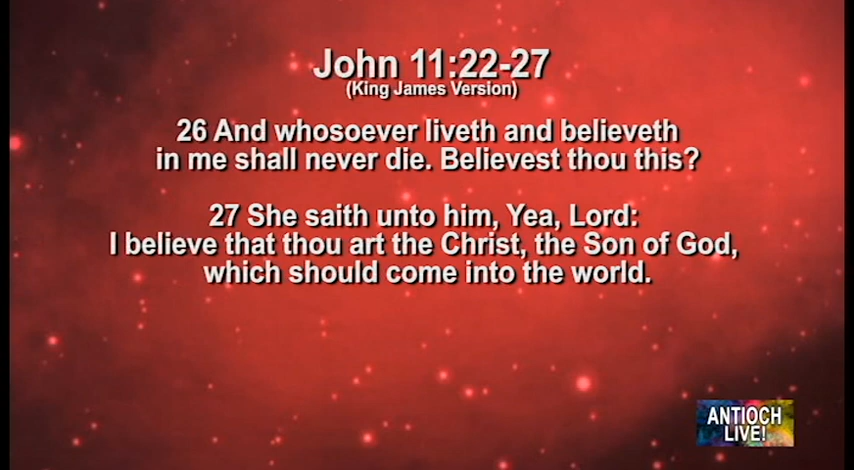 John 11:22-27
(King James Version)
26 And whosoever liveth and believeth
in me shall never die. Believest thou this?
27 She saith unto him, Yea, Lord:
I believe that thou art the Christ, the Son of God,
which should come into the world.
ANTIOCH
LIVE!